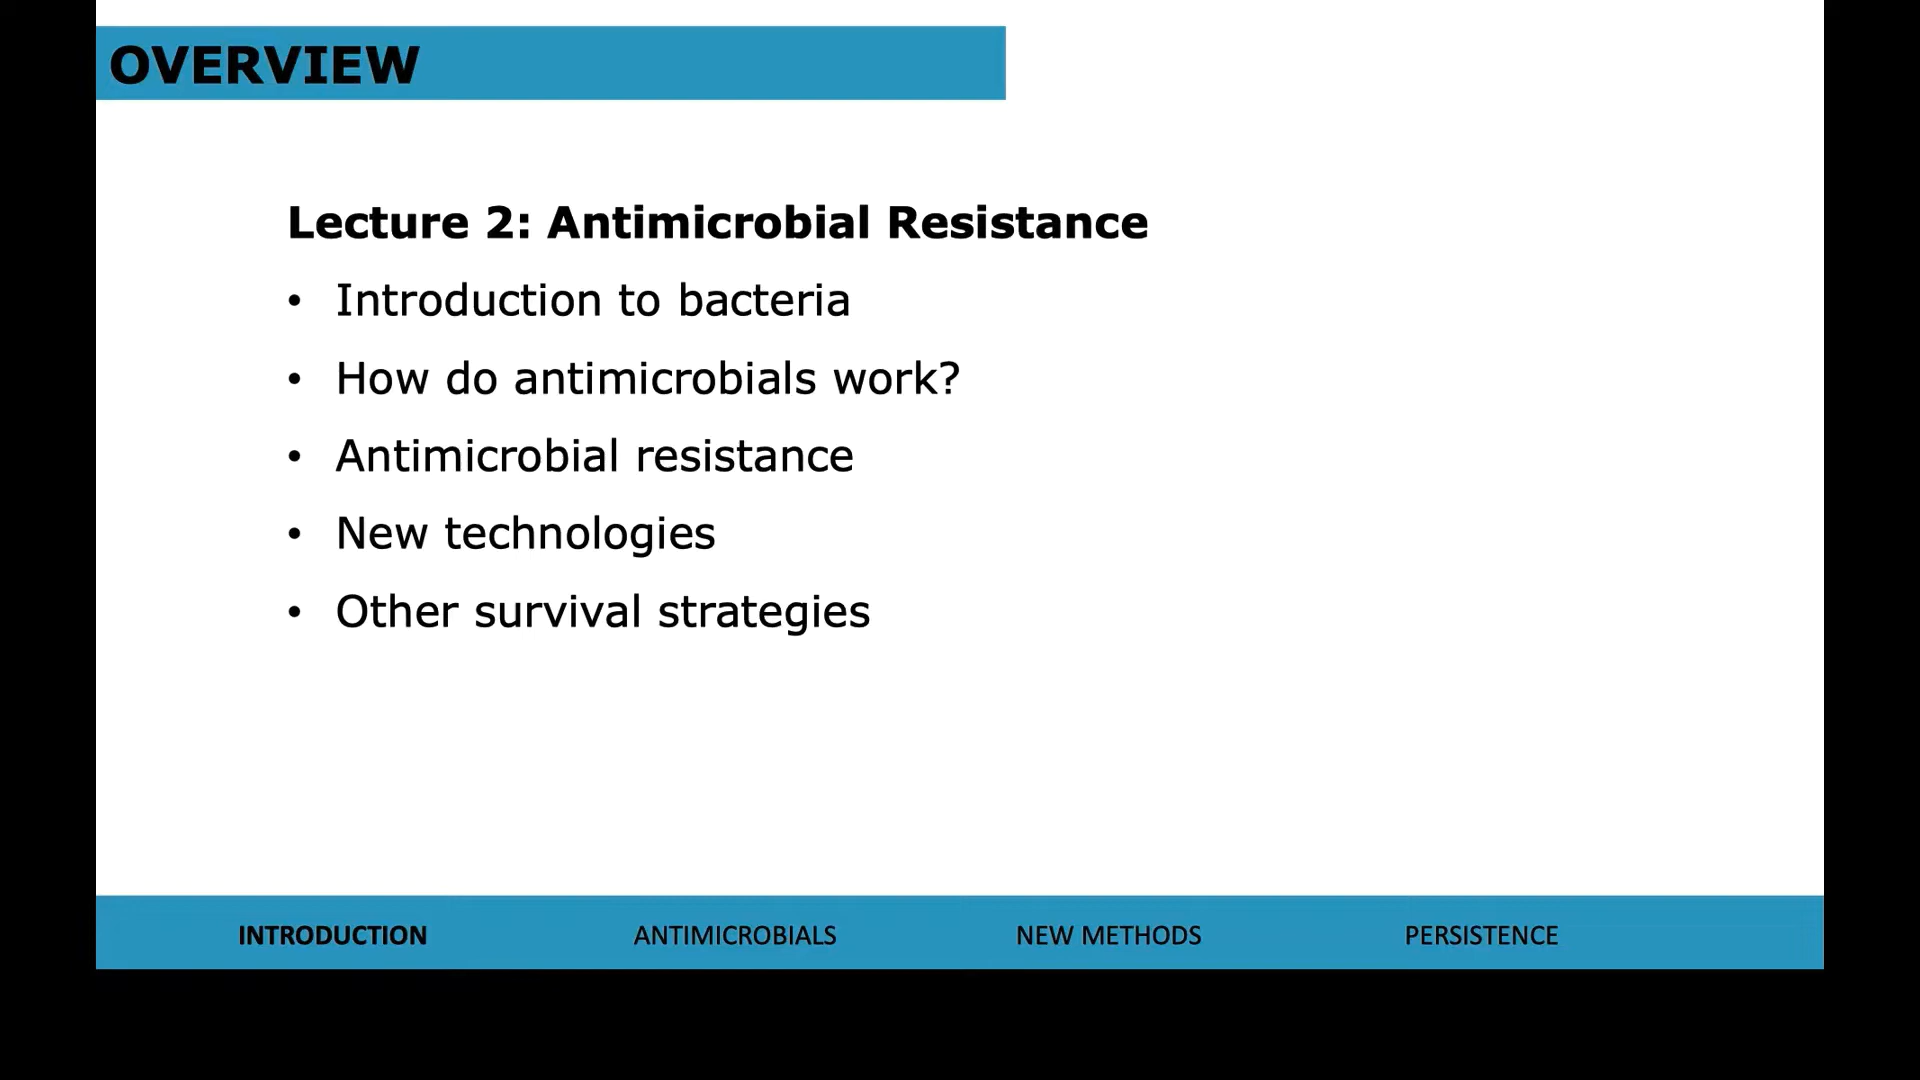 OVERVIEW
Lecture 2: Antimicrobial Resistance
• Introduction to bacteria
• How do antimicrobials work?
• Antimicrobial resistance
• New technologies
• Other survival strategies
INTRODUCTION ANTIMICROBIALS NEW METHODS PERSISTENCE